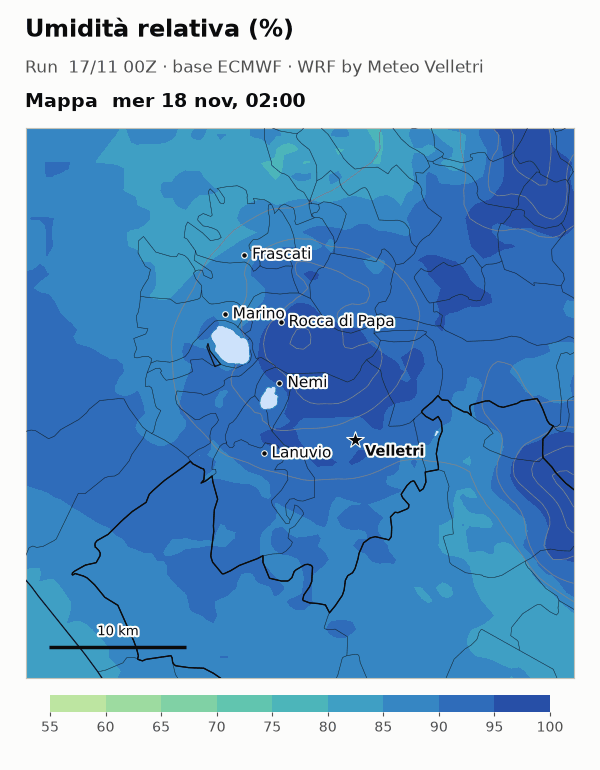 Umidità relativa (%)
Run  17/11 00Z · base ECMWF · WRF by Meteo Velletri
Mappa  mer 18 nov, 02:00
Frascati
Marino
Rocca di Papa
Nemi
Velletri
Lanuvio
10 km
55 60 65 70 75 80 85 90 95 100